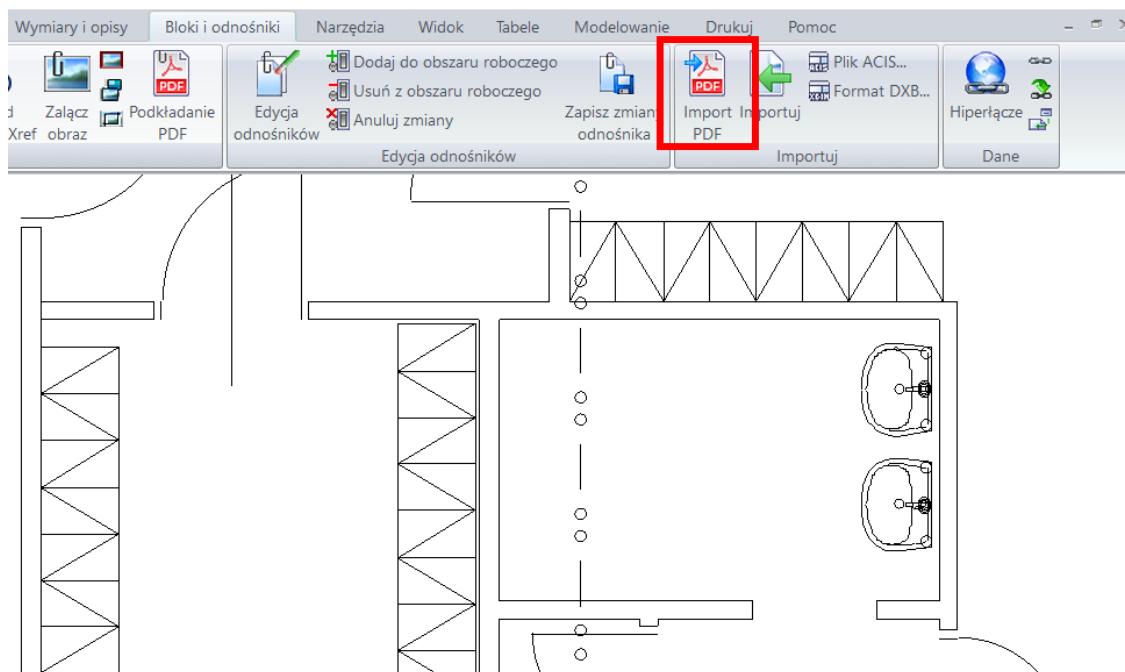 Wymiary i opisy Bloki i odnośniki Narzędzia Widok Tabele Modelowanie Drukuj Pomoc
d
Xref
Załącz
obraz
PDF
Podkładanie
PDF
Edycja
odnośników
Dodaj do obszaru roboczego
Usuń z obszaru roboczego
Anuluj zmiany
Zapisz zmiany
odnośnika
Edycja odnośników
PDF
Import
PDF
Importuj
Plik ACIS...
Format DXB...
Importuj
Hiperłącze
Dane